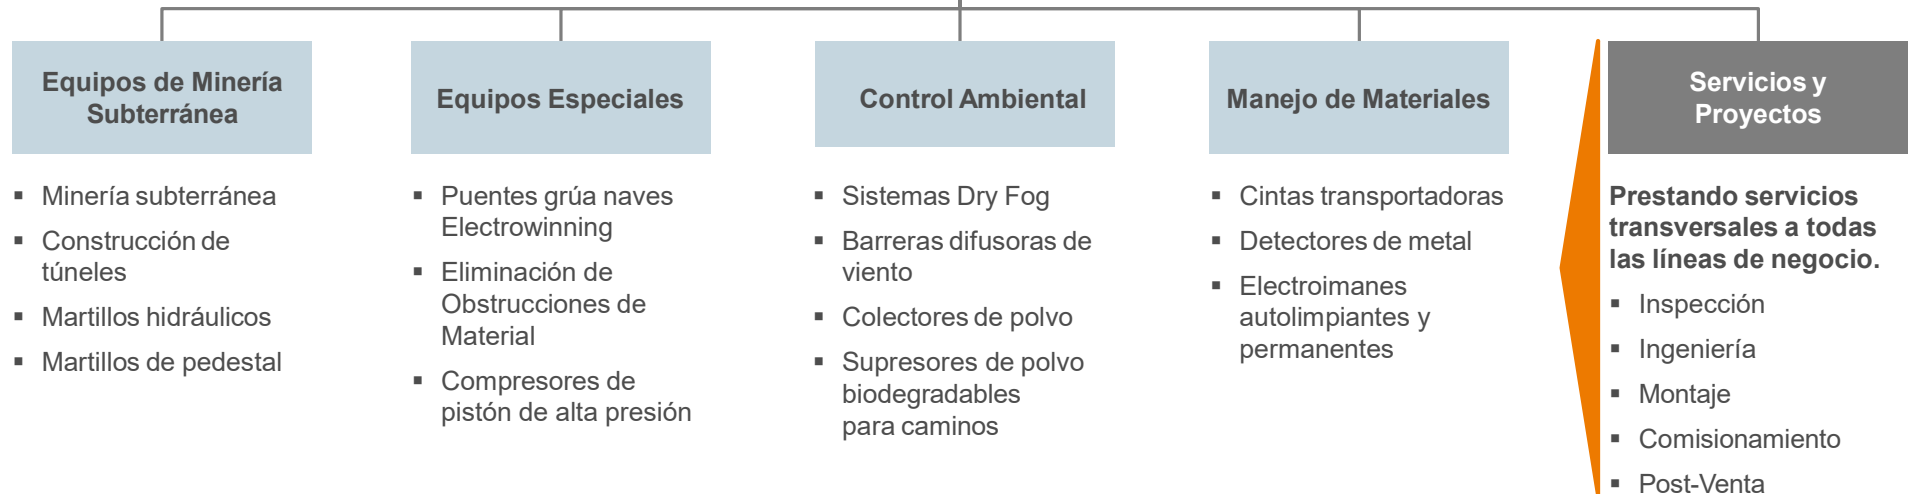 Equipos de Minería
Subterránea
▪ Minería subterránea
▪ Construcción de
túneles
▪ Martillos hidráulicos
▪ Martillos de pedestal
Equipos Especiales
▪ Puentes grúa naves
Electrowinning
▪ Eliminación de
Obstrucciones de
Material
▪ Compresores de
pistón de alta presión
Control Ambiental
▪ Sistemas Dry Fog
▪ Barreras difusoras de
viento
▪ Colectores de polvo
▪ Supresores de polvo
biodegradables
para caminos
Manejo de Materiales
▪ Cintas transportadoras
▪ Detectores de metal
▪ Electroimanes
autolimpiantes y
permanentes
Servicios y
Proyectos
Prestando servicios
transversales a todas
las líneas de negocio.
▪ Inspección
▪ Ingeniería
▪ Montaje
▪ Comisionamiento
▪ Post-Venta